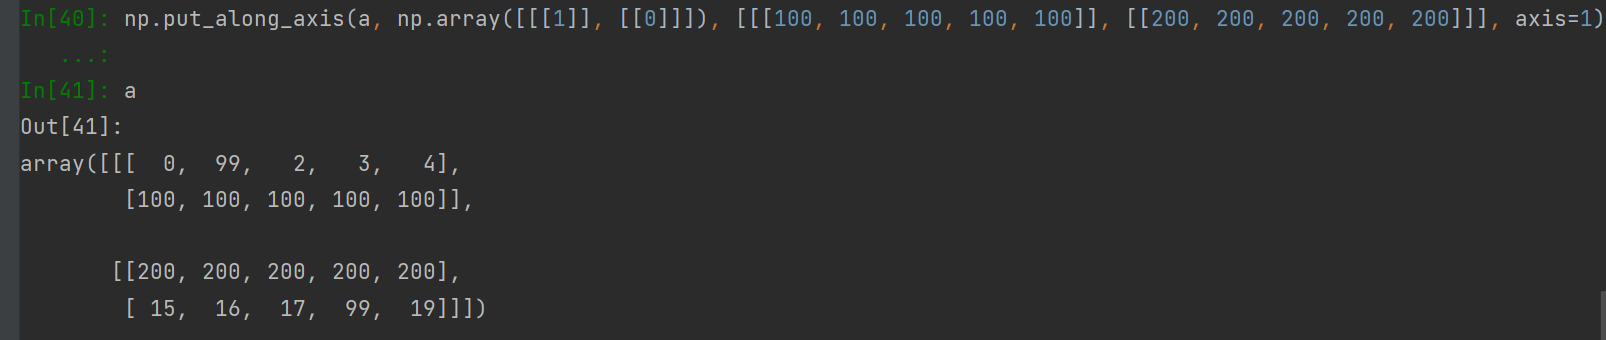 In[40]: np.put_along_axis(a, np.array([[[1]], [[0]]]), [[[100, 100, 100, 100, 100]], [[200, 200, 200, 200, 200]]], axis=1)
   ...:
In[41]: a
Out[41]:
array([[[  0,  99,   2,   3,   4],
        [100, 100, 100, 100, 100]],
       [[200, 200, 200, 200, 200],
        [ 15,  16,  17,  99,  19]]])